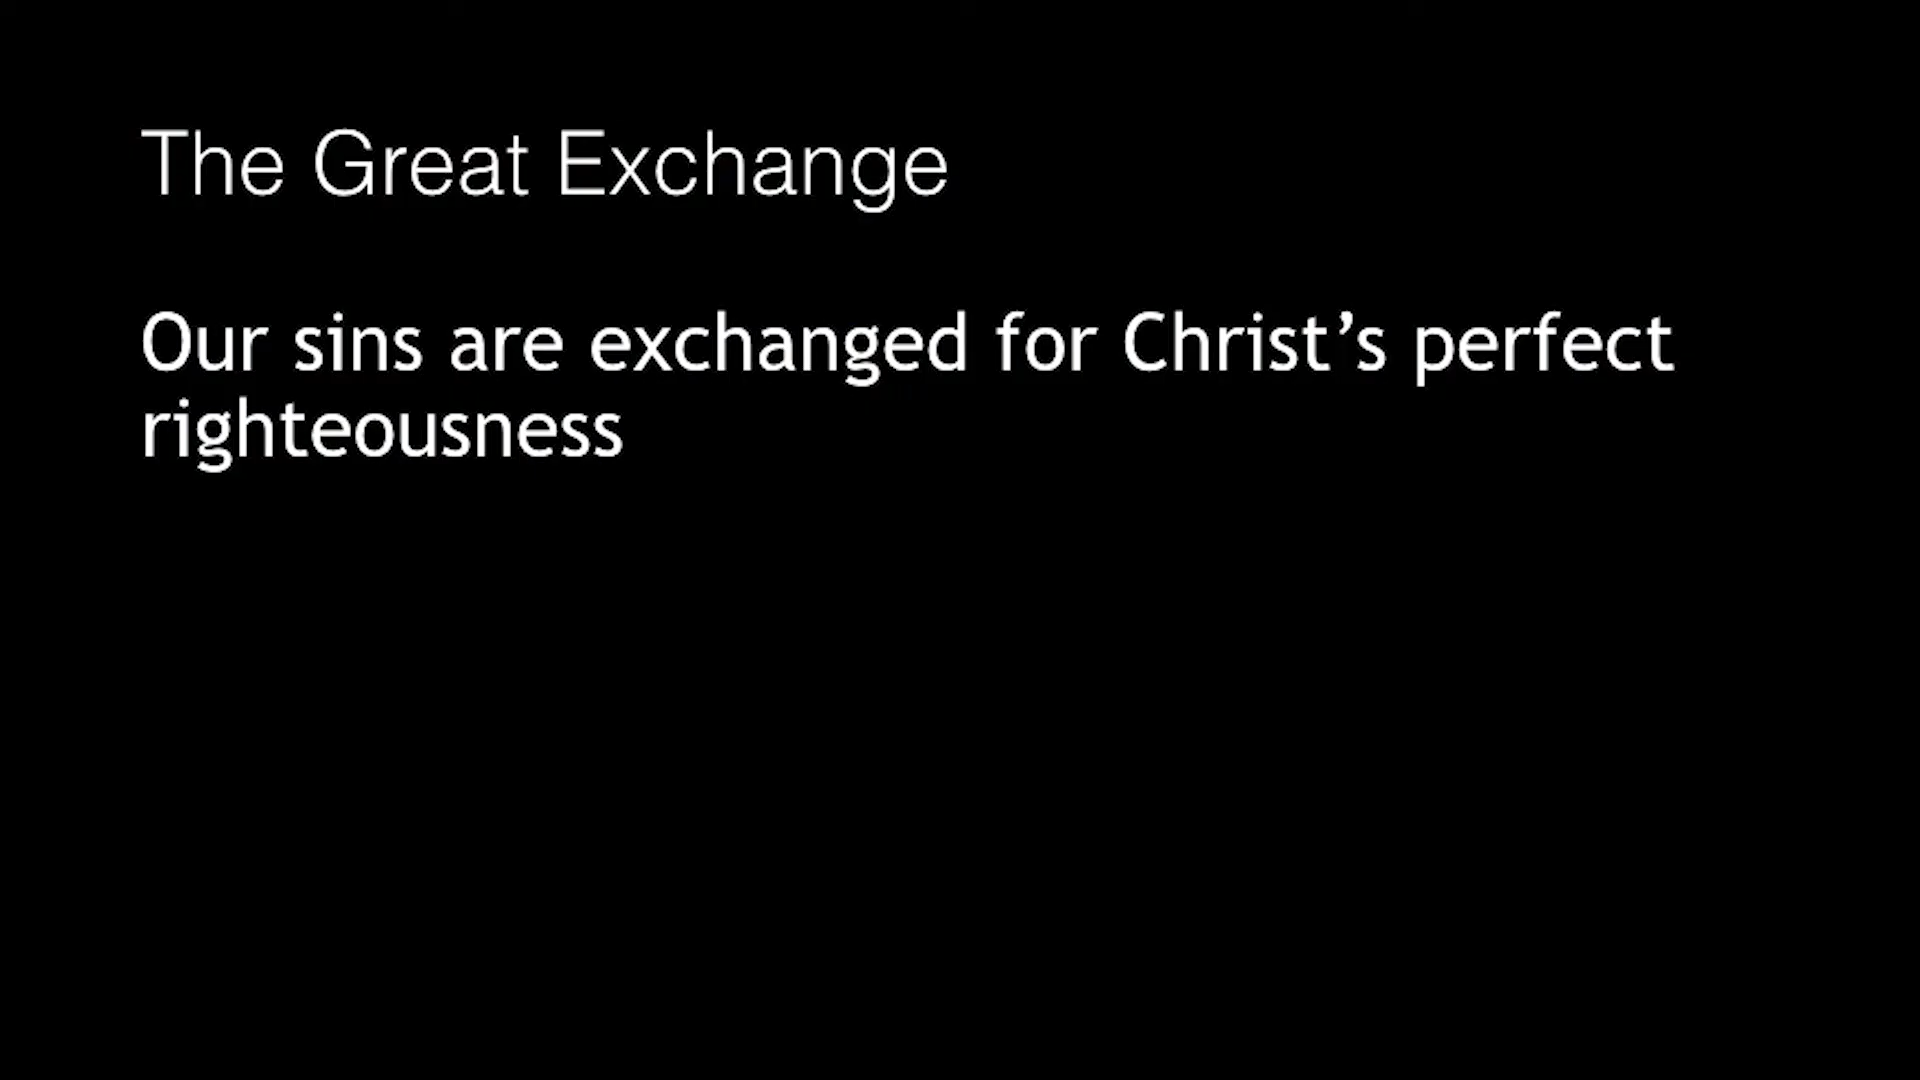 The Great Exchange
Our sins are exchanged for Christ’s perfect
righteousness